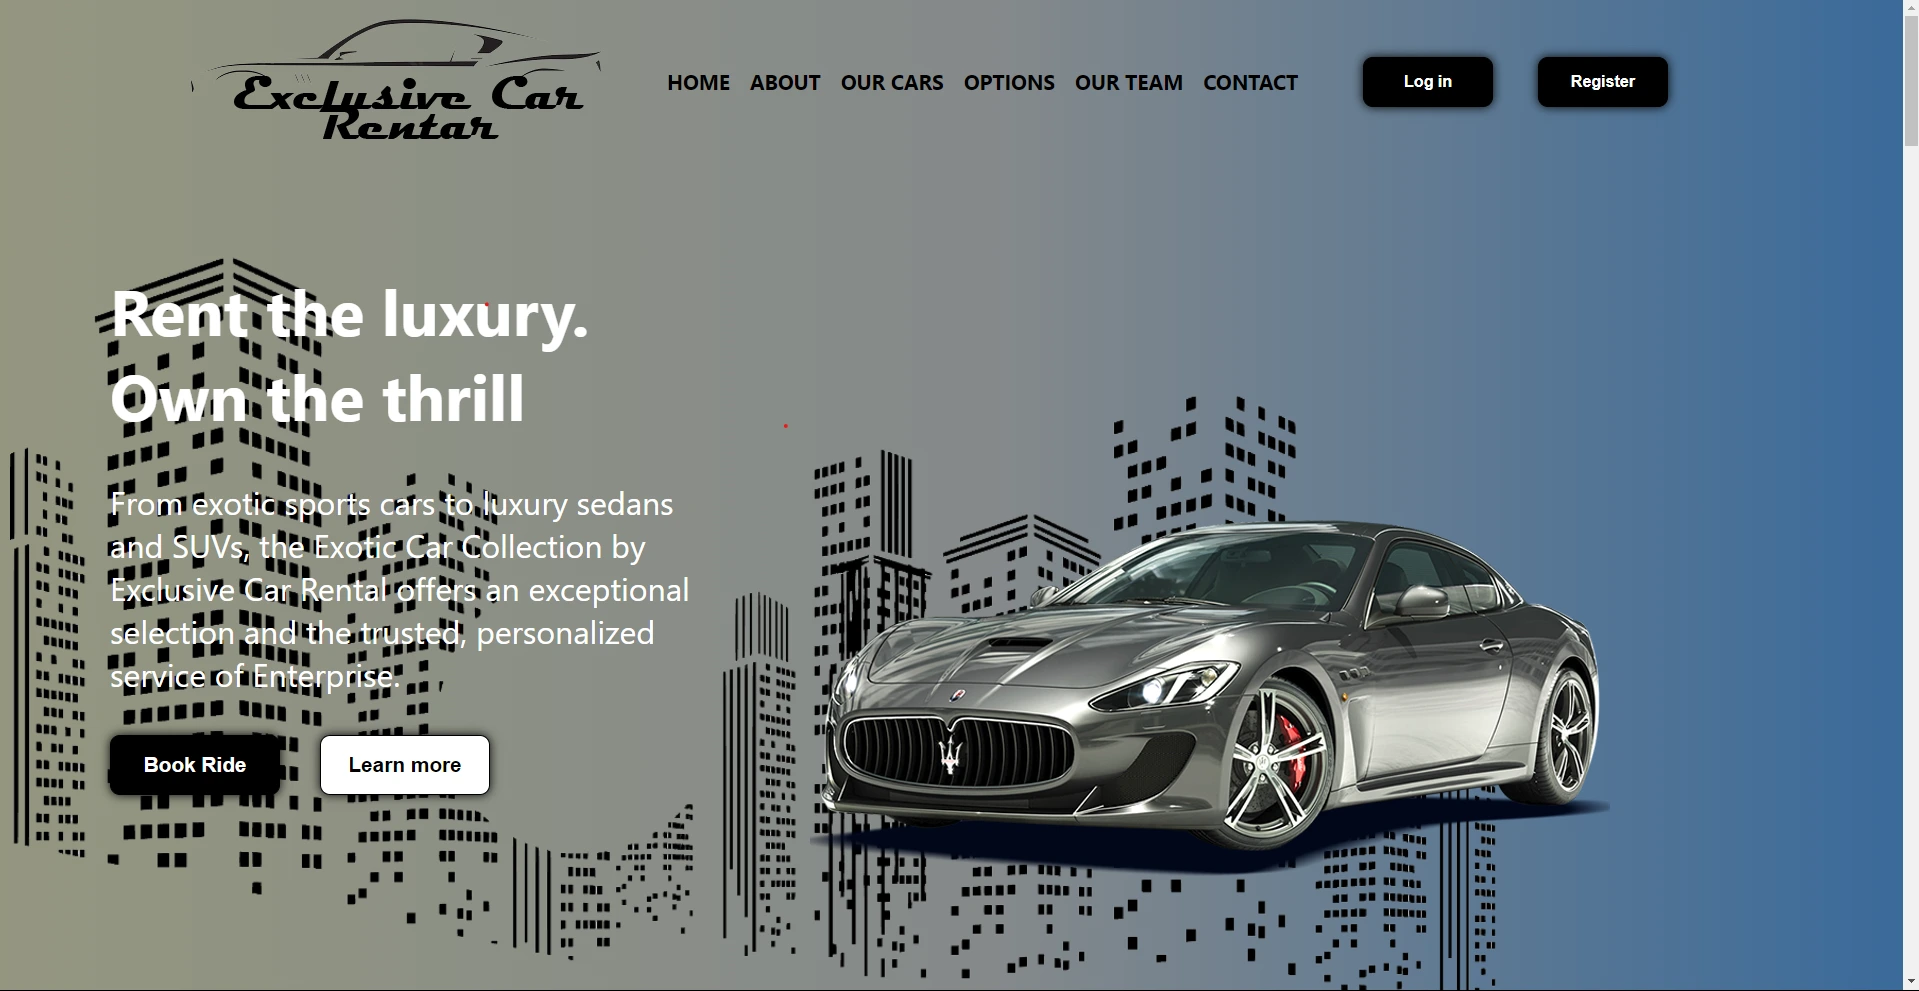 Exclusive Car
Rentar
HOME ABOUT OUR CARS OPTIONS OUR TEAM CONTACT
Log in
Register
Rent the luxury.
Own the thrill
From exotic sports cars to luxury sedans
and SUVs, the Exotic Car Collection by
Exclusive Car Rental offers an exceptional
selection and the trusted, personalized
service of Enterprise.
Book Ride
Learn more